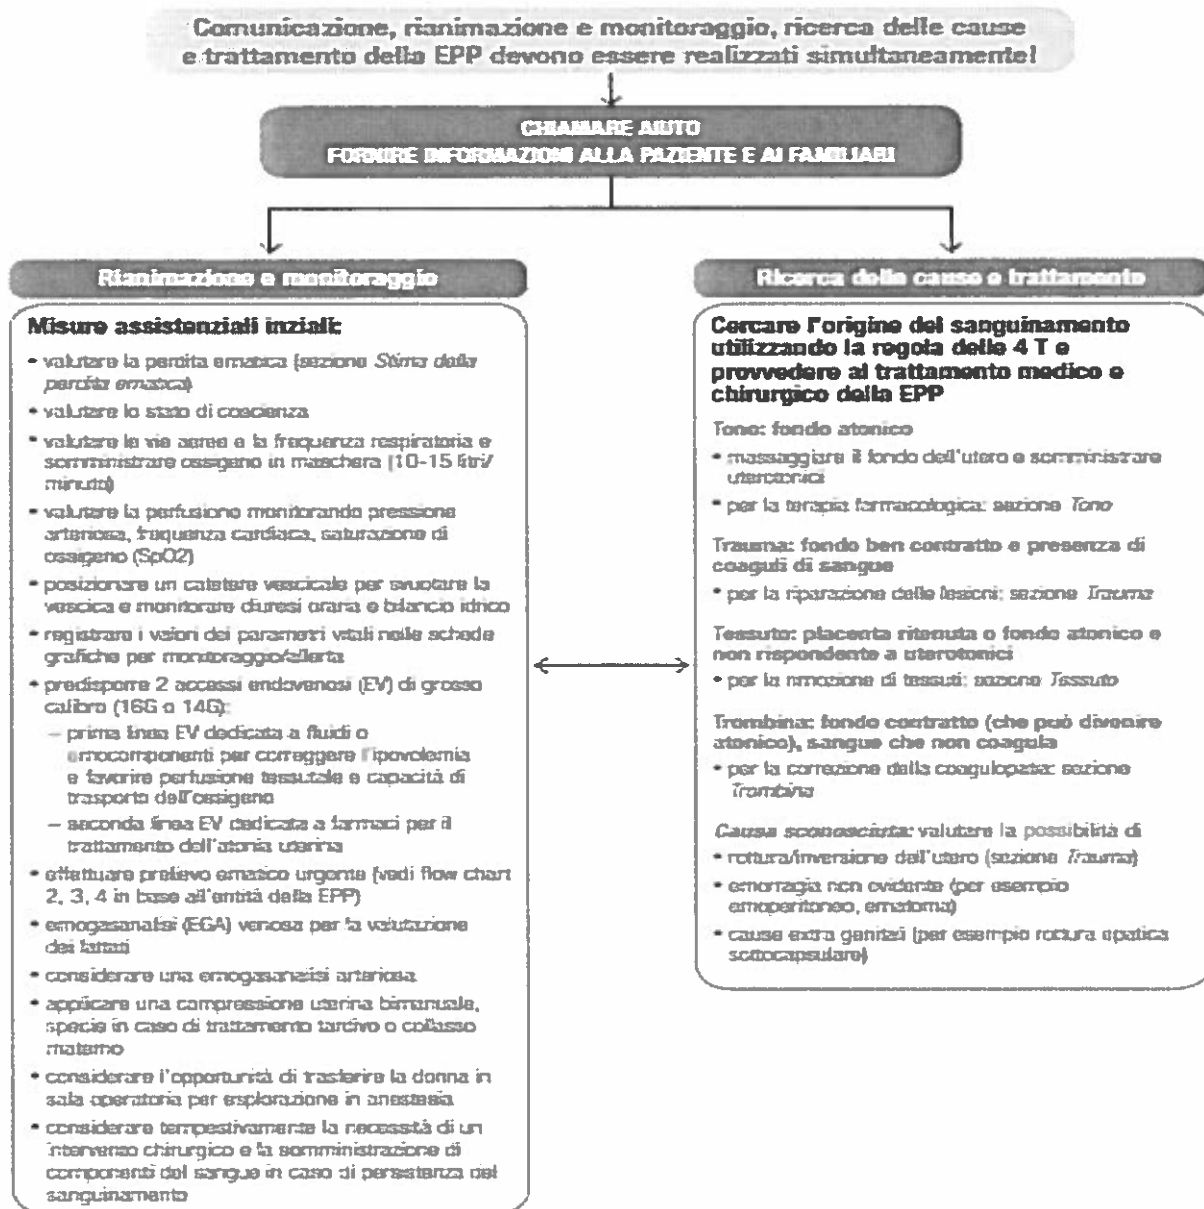 Comunicazione, rianimazione e monitoraggio, ricerca delle cause
e trattamento della EPP devono essere realizzati simultaneamente!
CHIAMARE AIUTO
FORNIRE INFORMAZIONI ALLA PAZIENTE E AI FAMILIARI
Rianimazione e monitoraggio
Misure assistenziali inziali:
• valutare la perdita ematica (sezione Stima della
perdita ematica)
• valutare lo stato di coscienza
• valutare le vie aeree e la frequenza respiratoria e
somministrare ossigeno in maschera (10-15 litri/
minuto)
• valutare la perfusione monitorando pressione
arteriosa, frequenza cardiaca, saturazione di
ossigeno (SpO2)
• posizionare un catetere vescicale per svuotare la
vescica e monitorare diuresi oraria e bilancio idrico
• registrare i valori dei parametri vitali nelle schede
grafiche per monitoraggio/allerta
• predisporre 2 accessi endovenosi (EV) di grosso
calibro (16G o 14G):
– prima linea EV dedicata a fluidi o
emocomponenti per correggere l'ipovolemia
e favorire perfusione tessutale e capacità di
trasporto dell'ossigeno
– seconda linea EV dedicata a farmaci per il
trattamento dell'atonia uterina
• effettuare prelievo ematico urgente (vedi flow chart
2, 3, 4 in base all'entità della EPP)
• emogasanalisi (EGA) venosa per la valutazione
dei lattati
• considerare una emogasanalisi arteriosa
• applicare una compressione uterina bimanuale,
specie in caso di trattamento tardivo o collasso
materno
• considerare l'opportunità di trasferire la donna in
sala operatoria per esplorazione in anestesia
• considerare tempestivamente la necessità di un
intervento chirurgico e la somministrazione di
componenti del sangue in caso di persistenza del
sanguinamento
Ricerca delle cause e trattamento
Cercare l'origine del sanguinamento
utilizzando la regola delle 4 T e
provvedere al trattamento medico e
chirurgico della EPP
Tono: fondo atonico
• massaggiare il fondo dell'utero e somministrare
uterotonici
• per la terapia farmacologica: sezione Tono
Trauma: fondo ben contratto e presenza di
coaguli di sangue
• per la riparazione delle lesioni: sezione Trauma
Tessuto: placenta ritenuta o fondo atonico e
non rispondente a uterotonici
• per la rimozione di tessuti: sezione Tessuto
Trombina: fondo contratto (che può divenire
atonico), sangue che non coagula
• per la correzione della coagulopatia: sezione
Trombina
Causa sconosciuta: valutare la possibilità di
• rottura/inversione dell'utero (sezione Trauma)
• emorragia non evidente (per esempio
emoperitoneo, ematoma)
• cause extra genitali (per esempio rottura epatica
sottocapsulare)